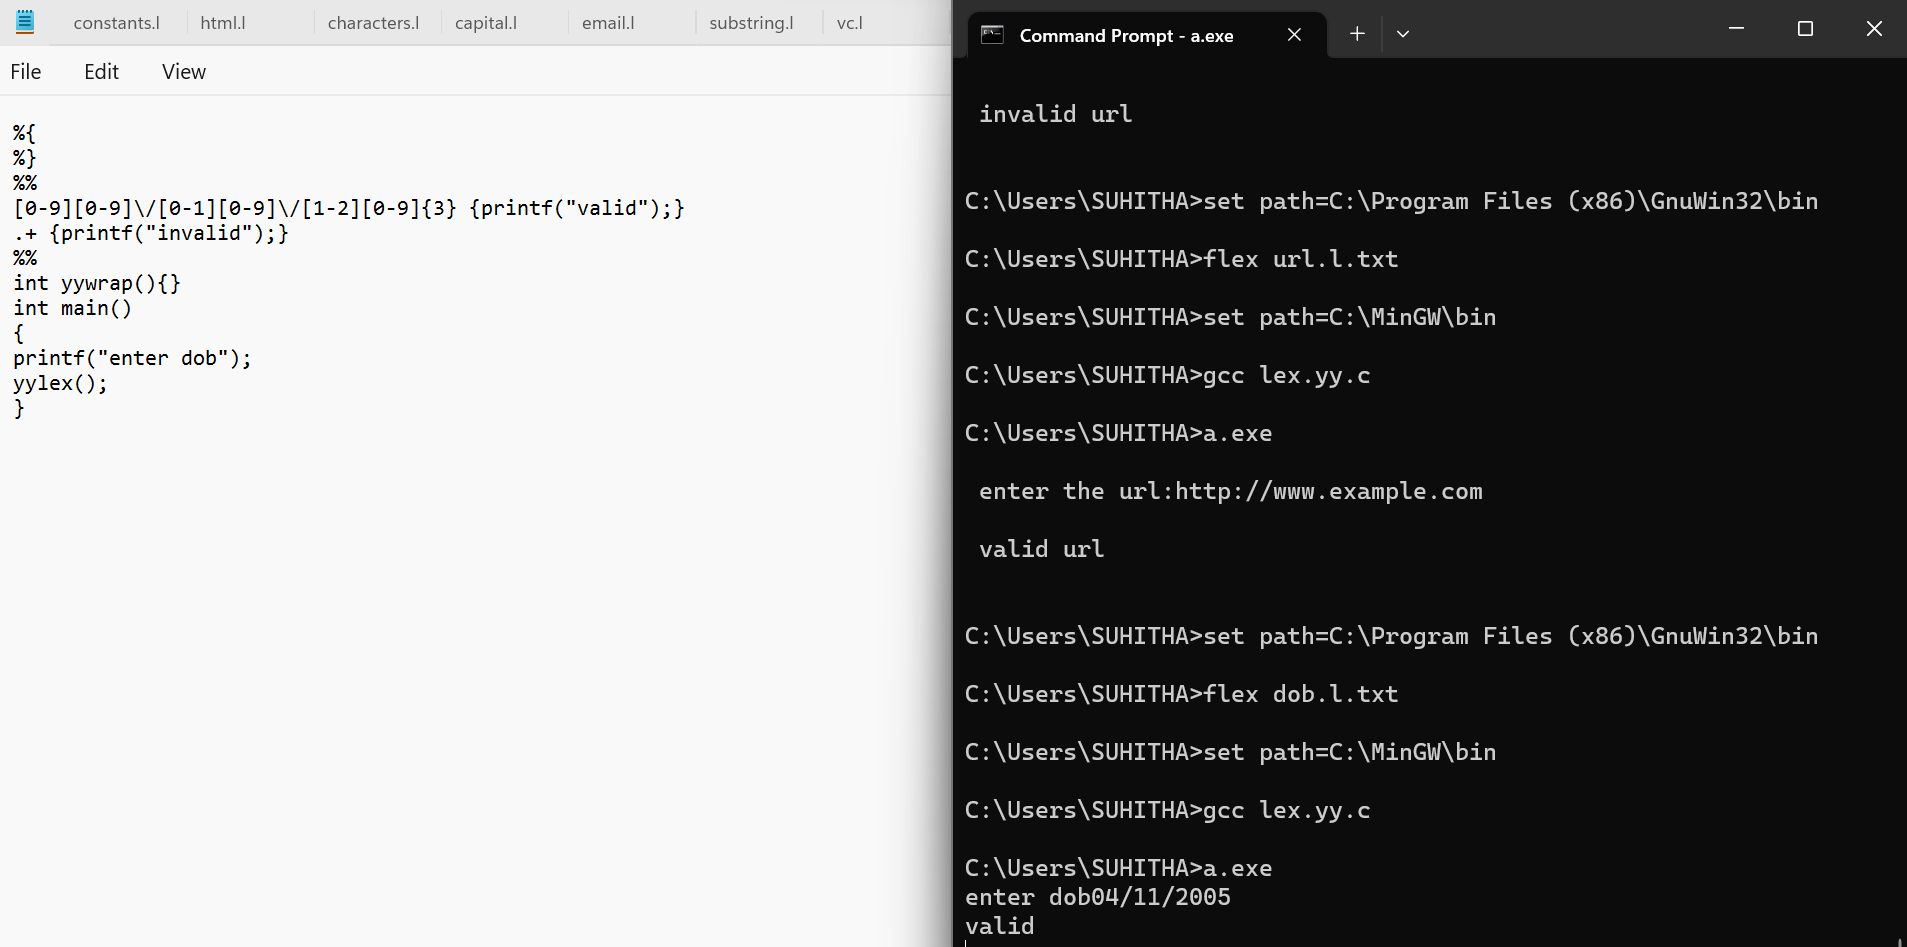 constants.l html.l characters.l capital.l email.l substring.l vc.l
File Edit View
%{
%}
%%
[0-9][0-9]\/[0-1][0-9]\/[1-2][0-9]{3} {printf("valid");}
.+ {printf("invalid");}
%%
int yywrap(){}
int main()
{
printf("enter dob");
yylex();
}
Command Prompt - a.exe
invalid url
C:\Users\SUHITHA>set path=C:\Program Files (x86)\GnuWin32\bin
C:\Users\SUHITHA>flex url.l.txt
C:\Users\SUHITHA>set path=C:\MinGW\bin
C:\Users\SUHITHA>gcc lex.yy.c
C:\Users\SUHITHA>a.exe
enter the url:http://www.example.com
valid url
C:\Users\SUHITHA>set path=C:\Program Files (x86)\GnuWin32\bin
C:\Users\SUHITHA>flex dob.l.txt
C:\Users\SUHITHA>set path=C:\MinGW\bin
C:\Users\SUHITHA>gcc lex.yy.c
C:\Users\SUHITHA>a.exe
enter dob04/11/2005
valid